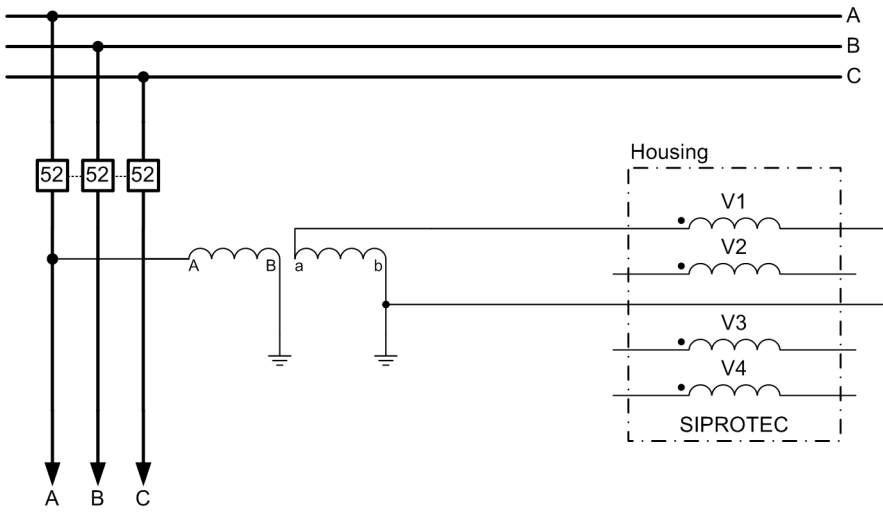 A
B
C
52 52 52
Housing
V1
V2
A B a b
V3
V4
SIPROTEC
A B C